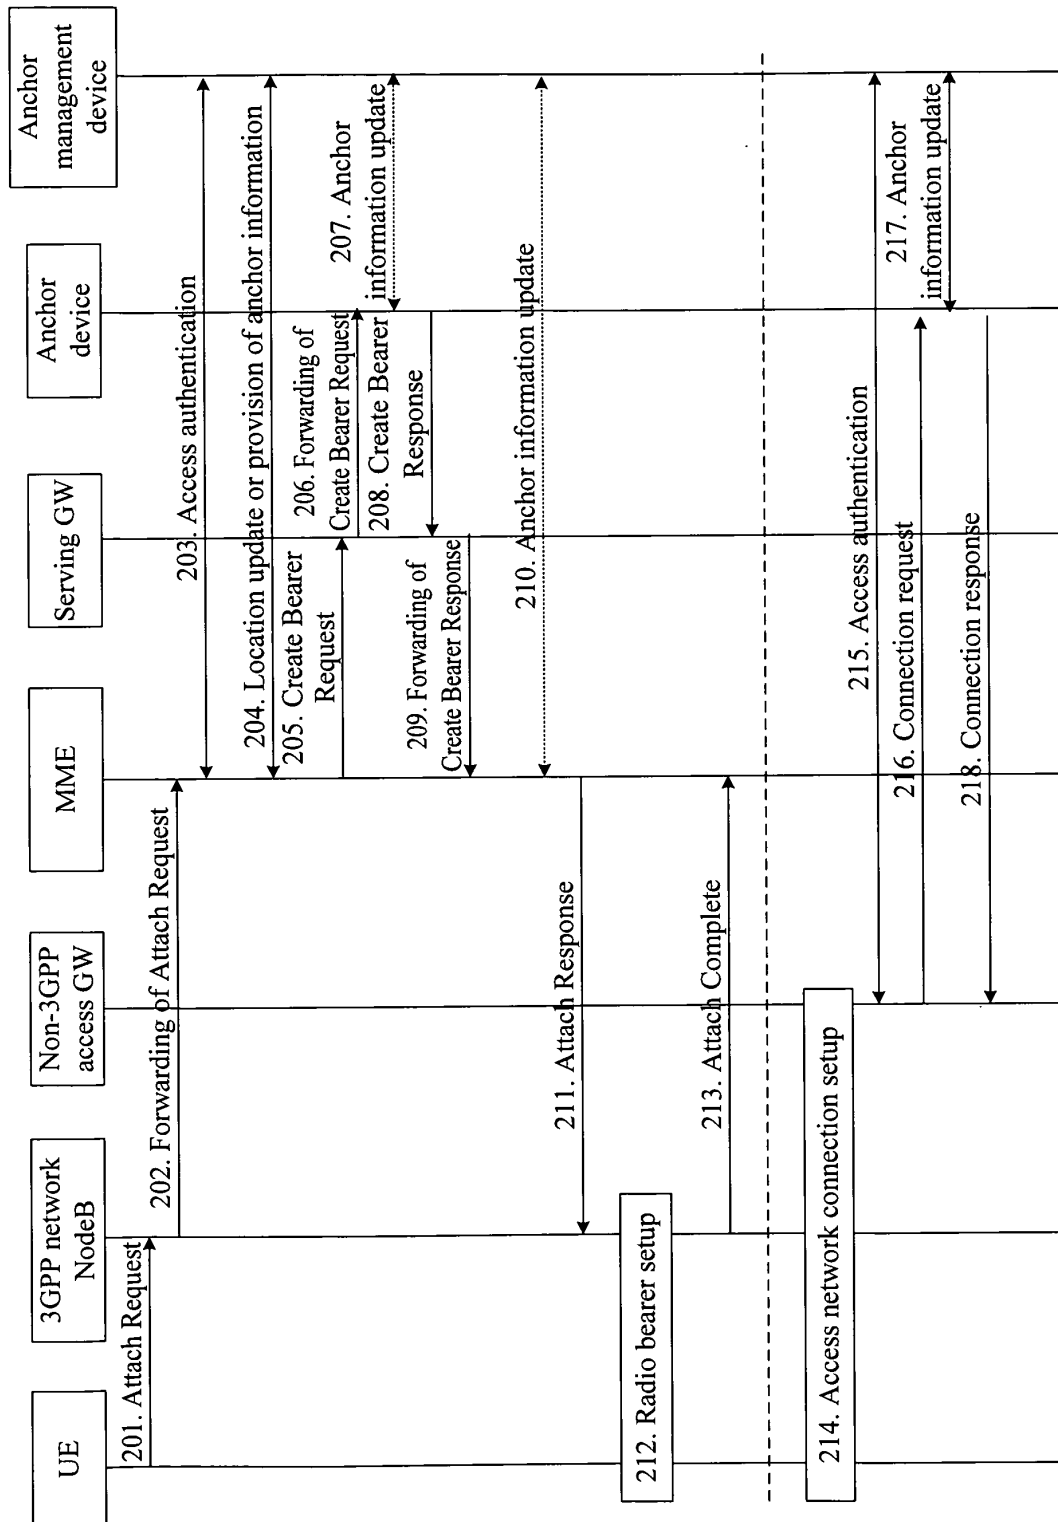 UE
3GPP network
NodeB
Non-3GPP
access GW
MME
Serving GW
Anchor
device
Anchor
management
device
201. Attach Request
202. Forwarding of Attach Request
203. Access authentication
204. Location update or provision of anchor information
205. Create Bearer
Request
206. Forwarding of
Create Bearer Request
207. Anchor
information update
208. Create Bearer
Response
209. Forwarding of
Create Bearer Response
210. Anchor information update
211. Attach Response
212. Radio bearer setup
213. Attach Complete
214. Access network connection setup
215. Access authentication
216. Connection request
217. Anchor
information update
218. Connection response